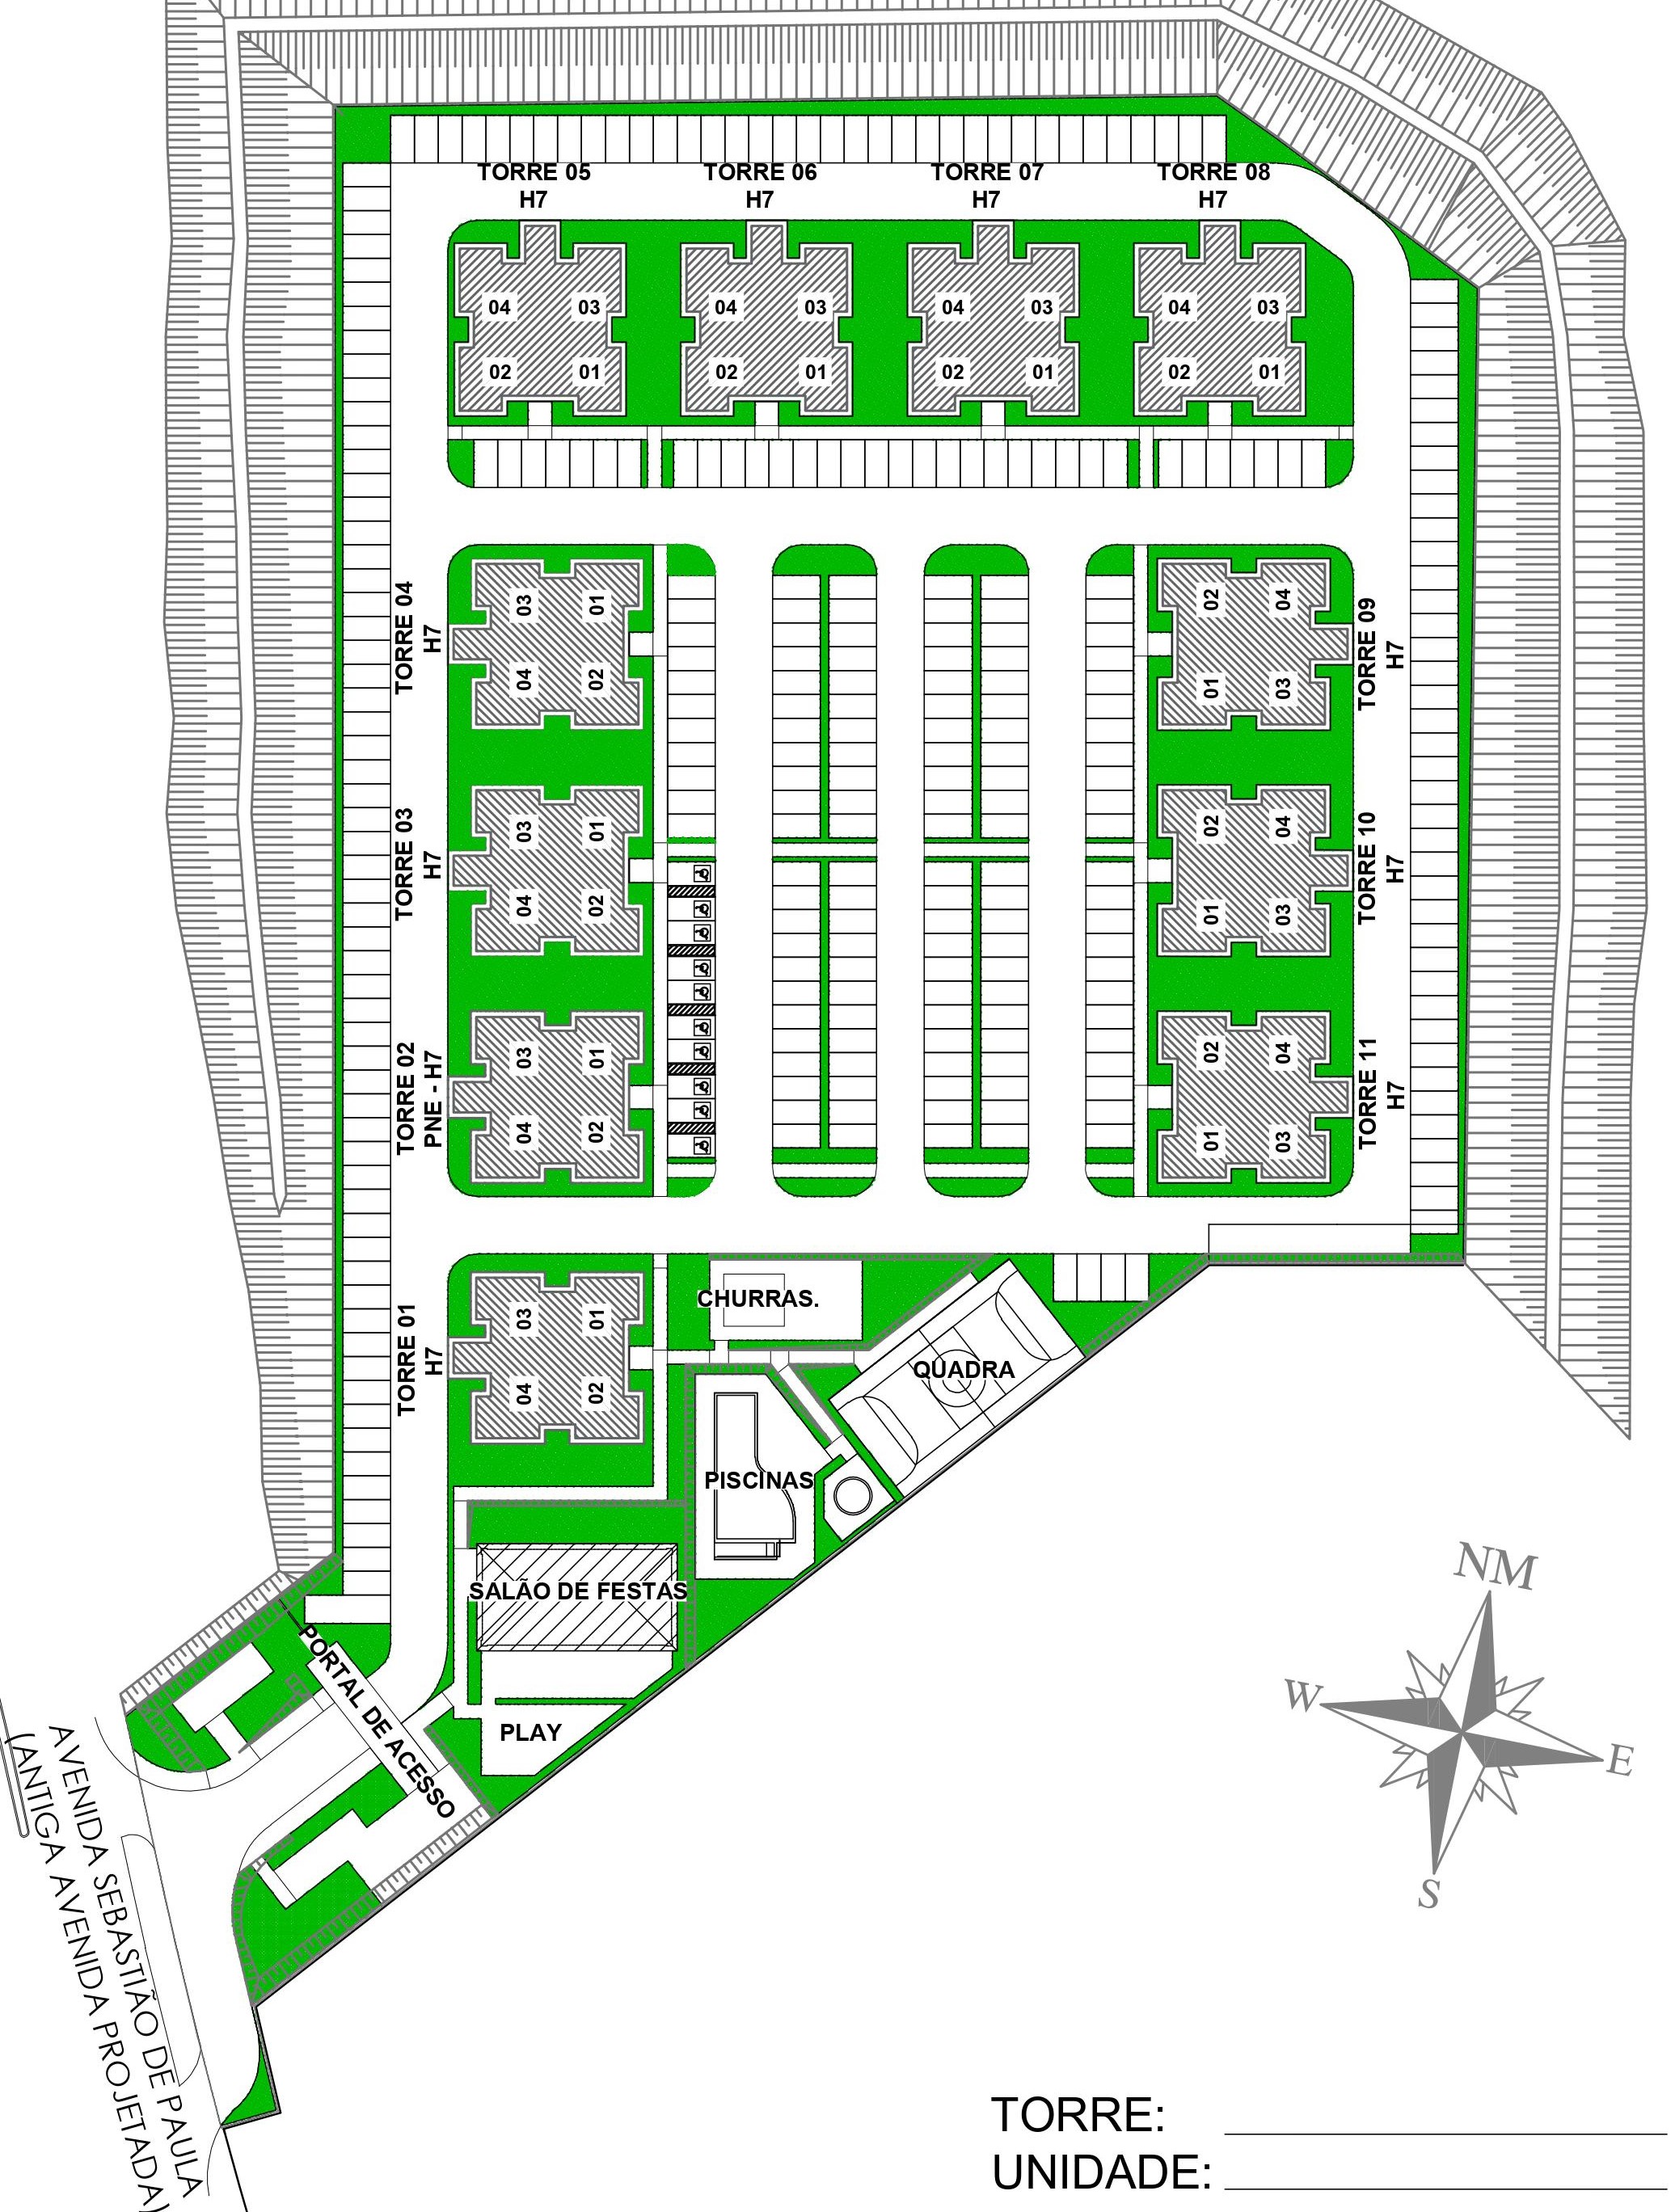 TORRE 05
H7
TORRE 06
H7
TORRE 07
H7
TORRE 08
H7
04 03
02 01
04 03
02 01
04 03
02 01
04 03
02 01
TORRE 04
H7
03 01
04 02
02 04
01 03
TORRE 09
H7
TORRE 03
H7
03 01
04 02
02 04
01 03
TORRE 10
H7
TORRE 02
PNE - H7
03 01
04 02
02 04
01 03
TORRE 11
H7
TORRE 01
H7
03 01
04 02
CHURRAS.
QUADRA
PISCINAS
SALÃO DE FESTAS
PLAY
PORTAL DE ACESSO
AVENIDA SEBASTIÃO DE PAULA
(ANTIGA AVENIDA PROJETADA)
NM
W
E
S
TORRE:
UNIDADE: